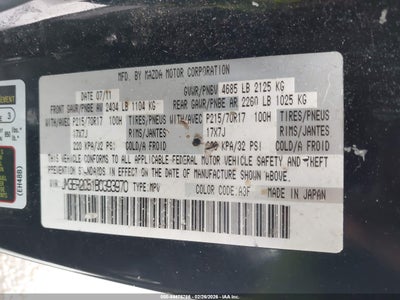 MFD. BY MAZDA MOTOR CORPORATION
DATE 07/11 GVWR/PNBV 4685 LB 2125 KG
FRONT GAWR/PNBE AV 2434 LB 1104 KG REAR GAWR/PNBE AR 2260 LB 1025 KG
WITH/AVEC P215/70R17 100H TIRES/PNEUS WITH/AVEC P215/70R17 100H TIRES/PNEUS
17X7J RIMS/JANTES 17X7J RIMS/JANTES
220 KPA/32 PSI COLD/A FROID KPA/32 PSI COLD/A FROID
THIS VEHICLE CONFORMS TO ALL APPLICABLE FEDERAL MOTOR VEHICLE SAFETY AND THEFT
PREVENTION STANDARDS IN EFFECT ON THE DATE OF MANUFACTURE SHOWN ABOVE.
VIN: TYPE: MPV COLOR CODE: A3F MADE IN JAPAN
(EH48B)